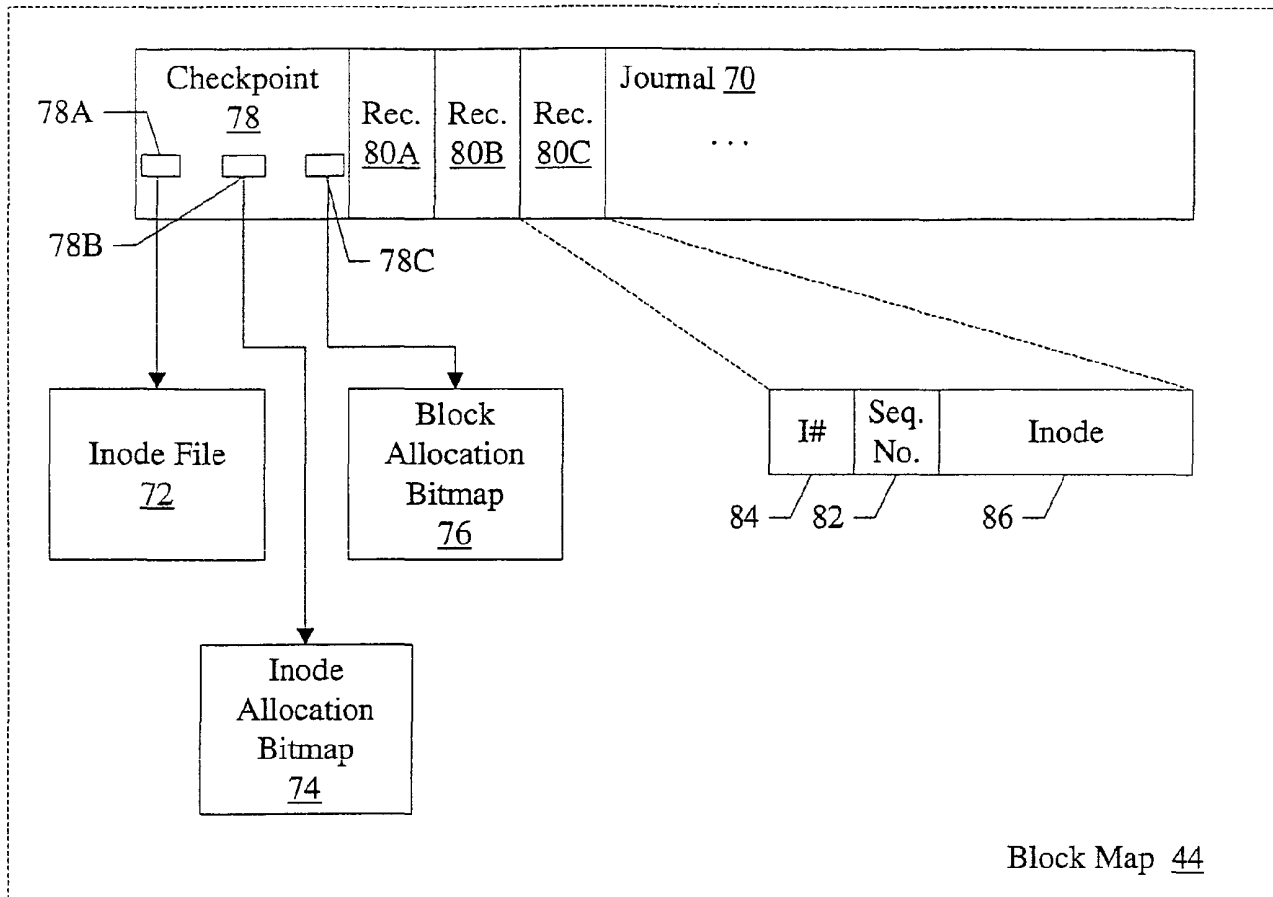 Checkpoint
78
Journal 70
78A
Rec.
80A
Rec.
80B
Rec.
80C
...
78B
78C
Inode File
72
Block
Allocation
Bitmap
76
I#
Seq.
No.
Inode
84
82
86
Inode
Allocation
Bitmap
74
Block Map 44